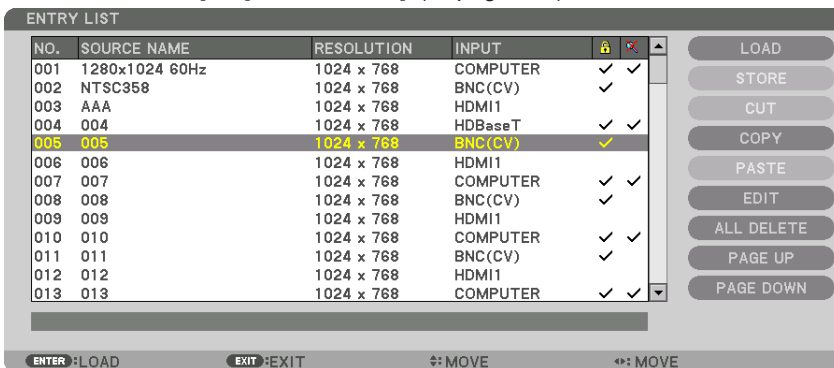 ENTRY LIST
NO. SOURCE NAME RESOLUTION INPUT
001 1280x1024 60Hz 1024 x 768 COMPUTER ✓ ✓
002 NTSC358 1024 x 768 BNC(CV) ✓
003 AAA 1024 x 768 HDMI1
004 004 1024 x 768 HDBaseT ✓ ✓
005 005 1024 x 768 BNC(CV) ✓
006 006 1024 x 768 HDMI1
007 007 1024 x 768 COMPUTER ✓ ✓
008 008 1024 x 768 BNC(CV) ✓
009 009 1024 x 768 HDMI1
010 010 1024 x 768 COMPUTER ✓ ✓
011 011 1024 x 768 BNC(CV) ✓
012 012 1024 x 768 HDMI1
013 013 1024 x 768 COMPUTER ✓ ✓
LOAD
STORE
CUT
COPY
PASTE
EDIT
ALL DELETE
PAGE UP
PAGE DOWN
ENTER:LOAD EXIT:EXIT :MOVE :MOVE